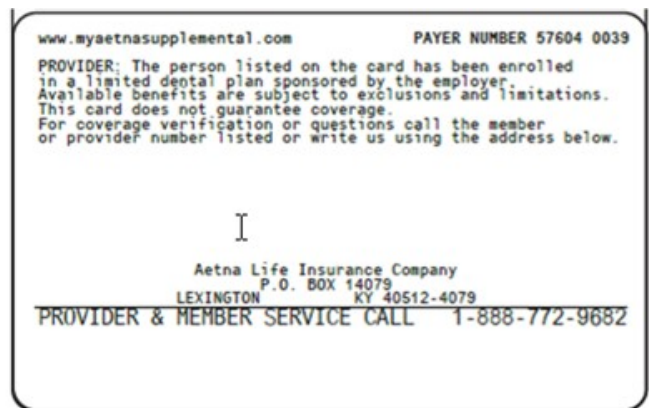 www.myaetnasupplemental.com PAYER NUMBER 57604 0039
PROVIDER: The person listed on the card has been enrolled
in a limited dental plan sponsored by the employer.
Available benefits are subject to exclusions and limitations.
This card does not guarantee coverage.
For coverage verification or questions call the member
or provider number listed or write us using the address below.
Aetna Life Insurance Company
P.O. BOX 14079
LEXINGTON KY 40512-4079
PROVIDER & MEMBER SERVICE CALL 1-888-772-9682